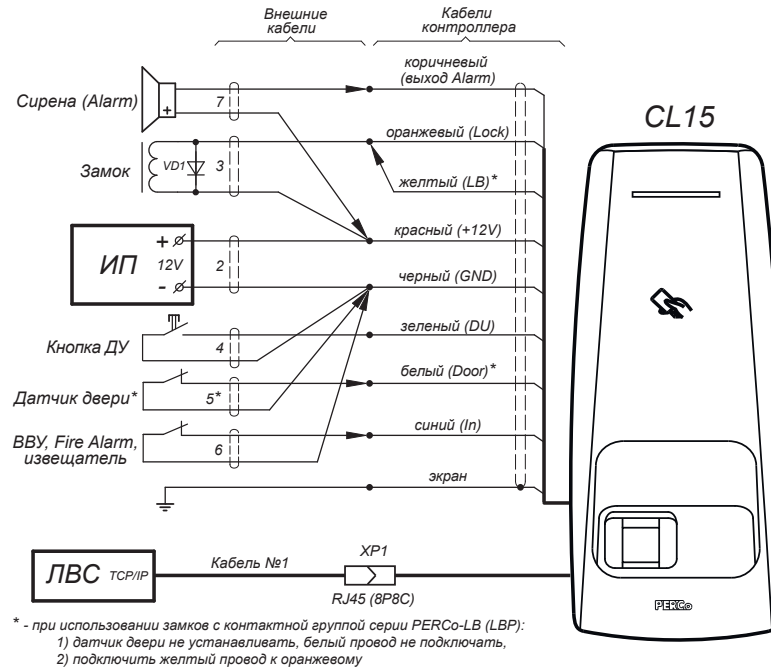 Внешние
кабели
Кабели
контроллера
коричневый
(выход Alarm)
Сирена (Alarm)
+
7
CL15
оранжевый (Lock)
Замок
VD1
3
желтый (LB)*
красный (+12V)
ИП
+
12V
-
2
черный (GND)
зеленый (DU)
Кнопка ДУ
4
белый (Door)*
Датчик двери*
5*
синий (In)
ВВУ, Fire Alarm,
извещатель
6
экран
ЛВС TCP/IP
Кабель №1
XP1
RJ45 (8P8C)
PERCo
* - при использовании замков с контактной группой серии PERCo-LB (LBP):
1) датчик двери не устанавливать, белый провод не подключать,
2) подключить желтый провод к оранжевому